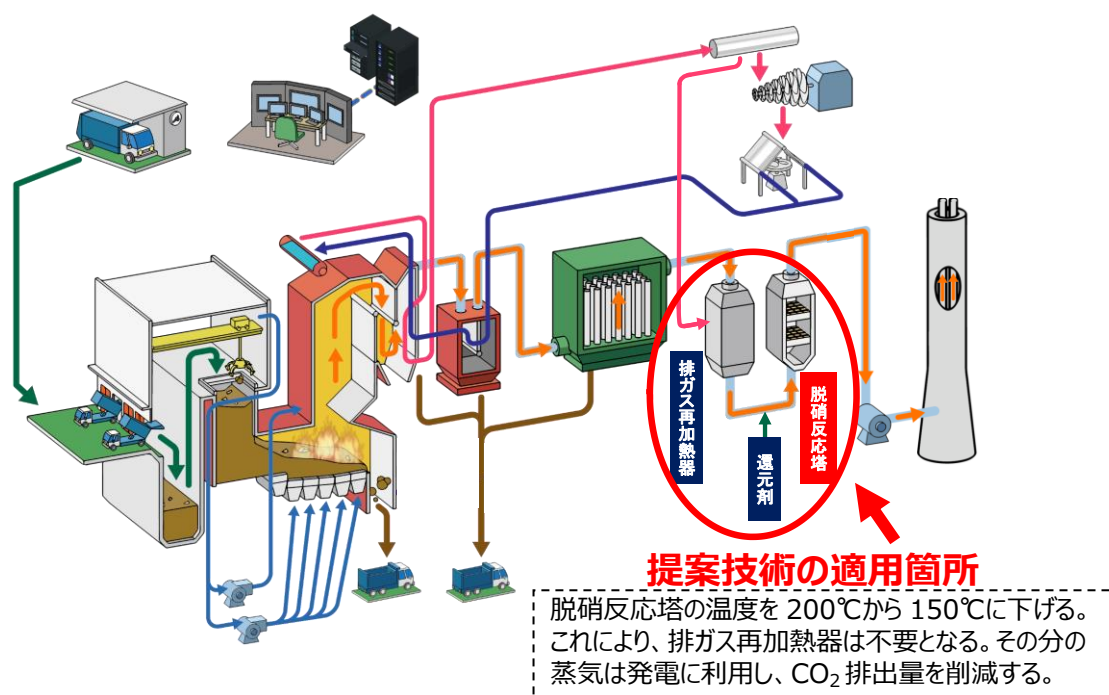 排ガス再加熱器
還元剤
脱硝反応塔
提案技術の適用箇所
脱硝反応塔の温度を 200℃から 150℃に下げる。
これにより、排ガス再加熱器は不要となる。その分の
蒸気は発電に利用し、CO₂ 排出量を削減する。